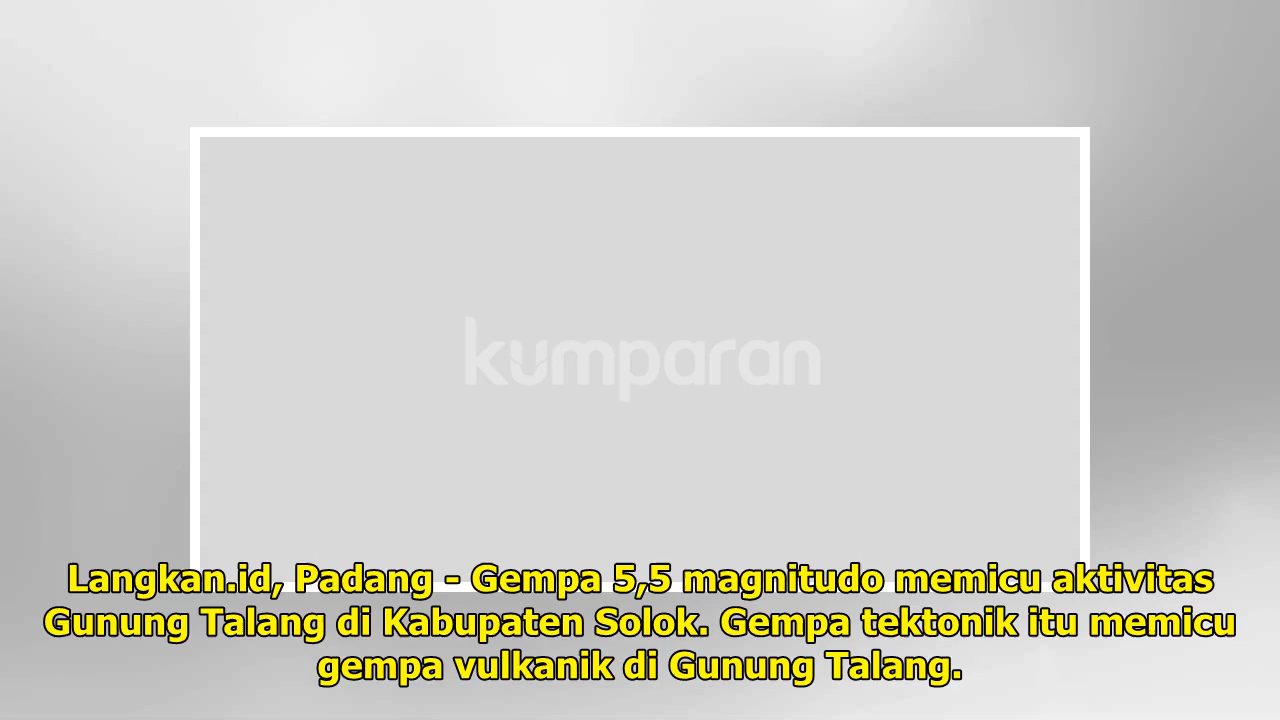 kumparan
Langkan.id, Padang - Gempa 5,5 magnitudo memicu aktivitas
Gunung Talang di Kabupaten Solok. Gempa tektonik itu memicu
gempa vulkanik di Gunung Talang.